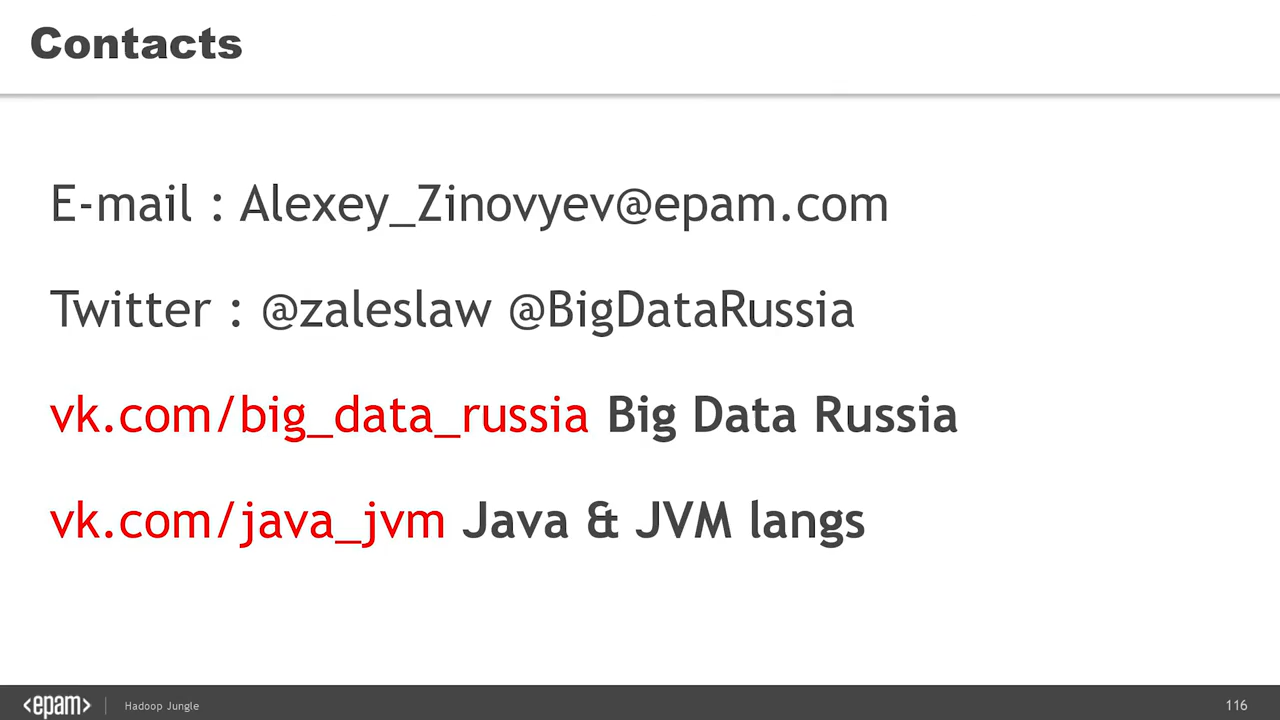 Contacts
E-mail : Alexey_Zinovyev@epam.com
Twitter : @zaleslaw @BigDataRussia
vk.com/big_data_russia Big Data Russia
vk.com/java_jvm Java & JVM langs
<epam> Hadoop Jungle 116